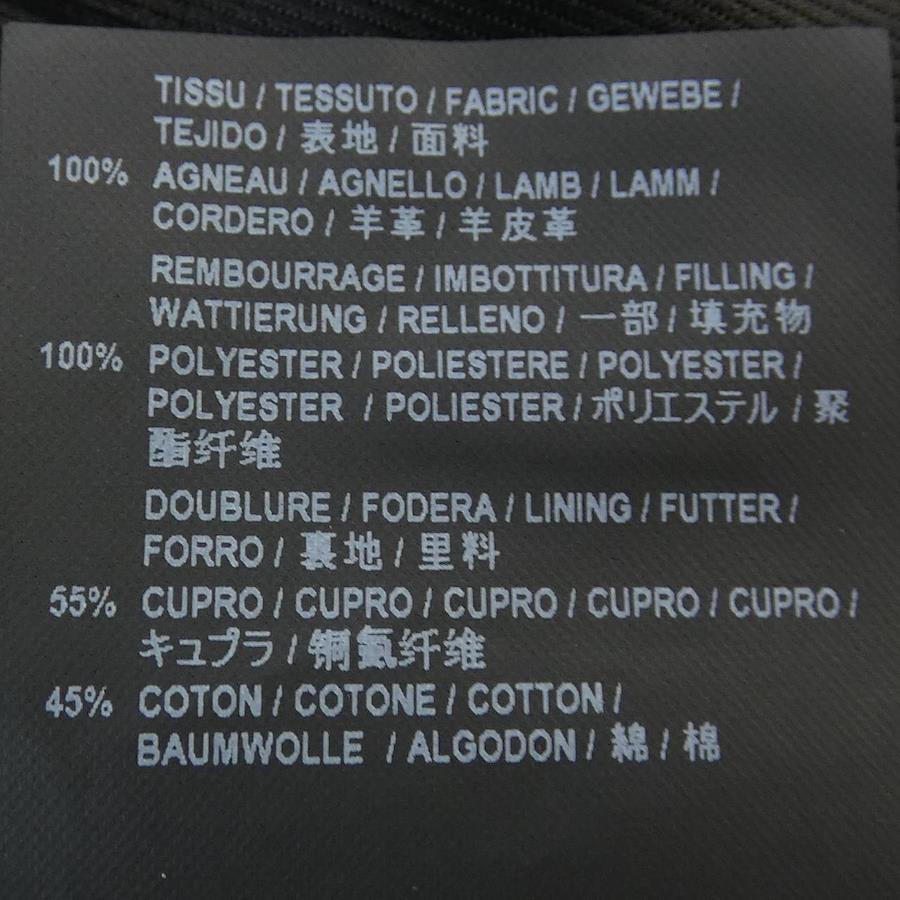 TISSU / TESSUTO / FABRIC / GEWEBE /
TEJIDO / 表地 / 面料
100% AGNEAU / AGNELLO / LAMB / LAMM /
CORDERO / 羊革 / 羊皮革
REMBOURRAGE / IMBOTTITURA / FILLING /
WATTIERUNG / RELLENO / 一部 / 填充物
100% POLYESTER / POLIESTERE / POLYESTER /
POLYESTER / POLIESTER / ポリエステル / 聚
酯纤维
DOUBLURE / FODERA / LINING / FUTTER /
FORRO / 裏地 / 里料
55% CUPRO / CUPRO / CUPRO / CUPRO / CUPRO /
キュプラ / 铜氨纤维
45% COTON / COTONE / COTTON /
BAUMWOLLE / ALGODON / 綿 / 棉